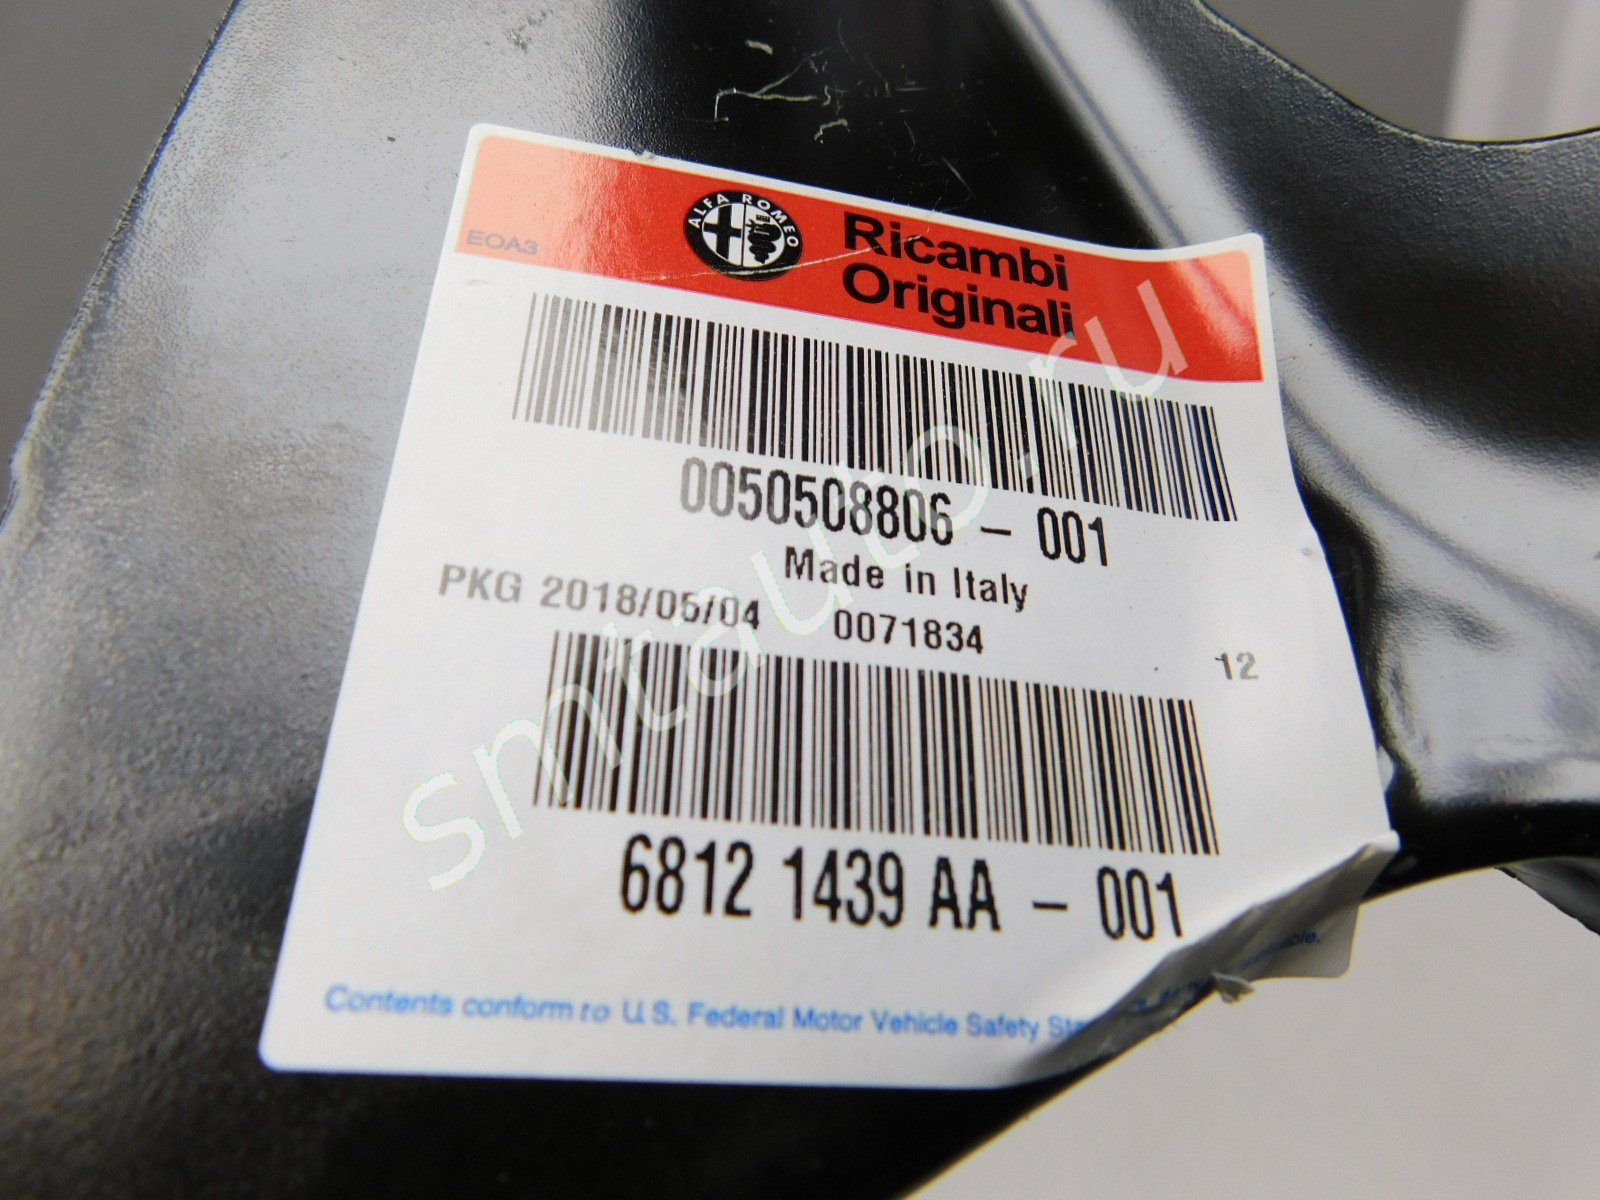 EOA3
ALFA ROMEO
Ricambi
Originali
0050508806 - 001
Made in Italy
PKG 2018/05/04 0071834
12
6812 1439 AA - 001
Contents conform to U.S. Federal Motor Vehicle Safety
smtauto.ru